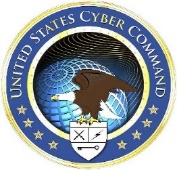 UNITED STATES CYBER COMMAND